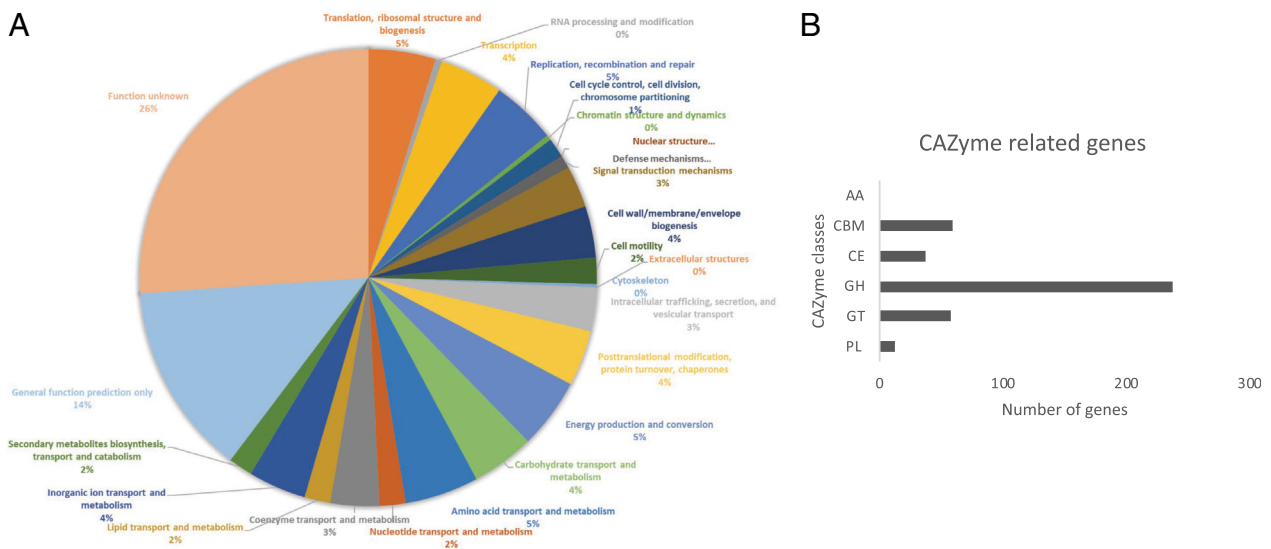 A
Translation, ribosomal structure and
biogenesis
5%
RNA processing and modification
0%
Transcription
4%
Replication, recombination and repair
5%
Cell cycle control, cell division,
chromosome partitioning
1%
Chromatin structure and dynamics
0%
Nuclear structure...
Defense mechanisms...
Signal transduction mechanisms
3%
Cell wall/membrane/envelope
biogenesis
4%
Cell motility
2%
Extracellular structures
0%
Cytoskeleton
0%
Intracellular trafficking, secretion, and
vesicular transport
3%
Posttranslational modification,
protein turnover, chaperones
4%
Energy production and conversion
5%
Carbohydrate transport and
metabolism
4%
Amino acid transport and metabolism
5%
Nucleotide transport and metabolism
2%
Coenzyme transport and metabolism
3%
Lipid transport and metabolism
2%
Inorganic ion transport and
metabolism
4%
Secondary metabolites biosynthesis,
transport and catabolism
2%
General function prediction only
14%
Function unknown
26%
B
CAZyme related genes
CAZyme classes
AA
CBM
CE
GH
GT
PL
0 100 200 300
Number of genes